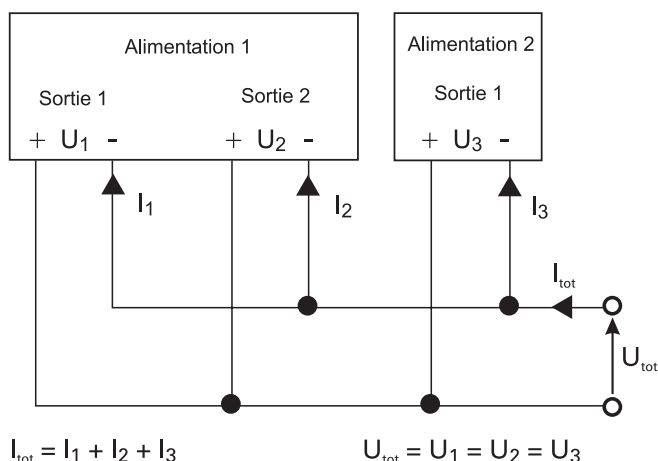 Alimentation 1
Alimentation 2
Sortie 1
Sortie 2
Sortie 1
+ U1 -
+ U2 -
+ U3 -
I1
I2
I3
Itot
Utot
Itot = I1 + I2 + I3
Utot = U1 = U2 = U3